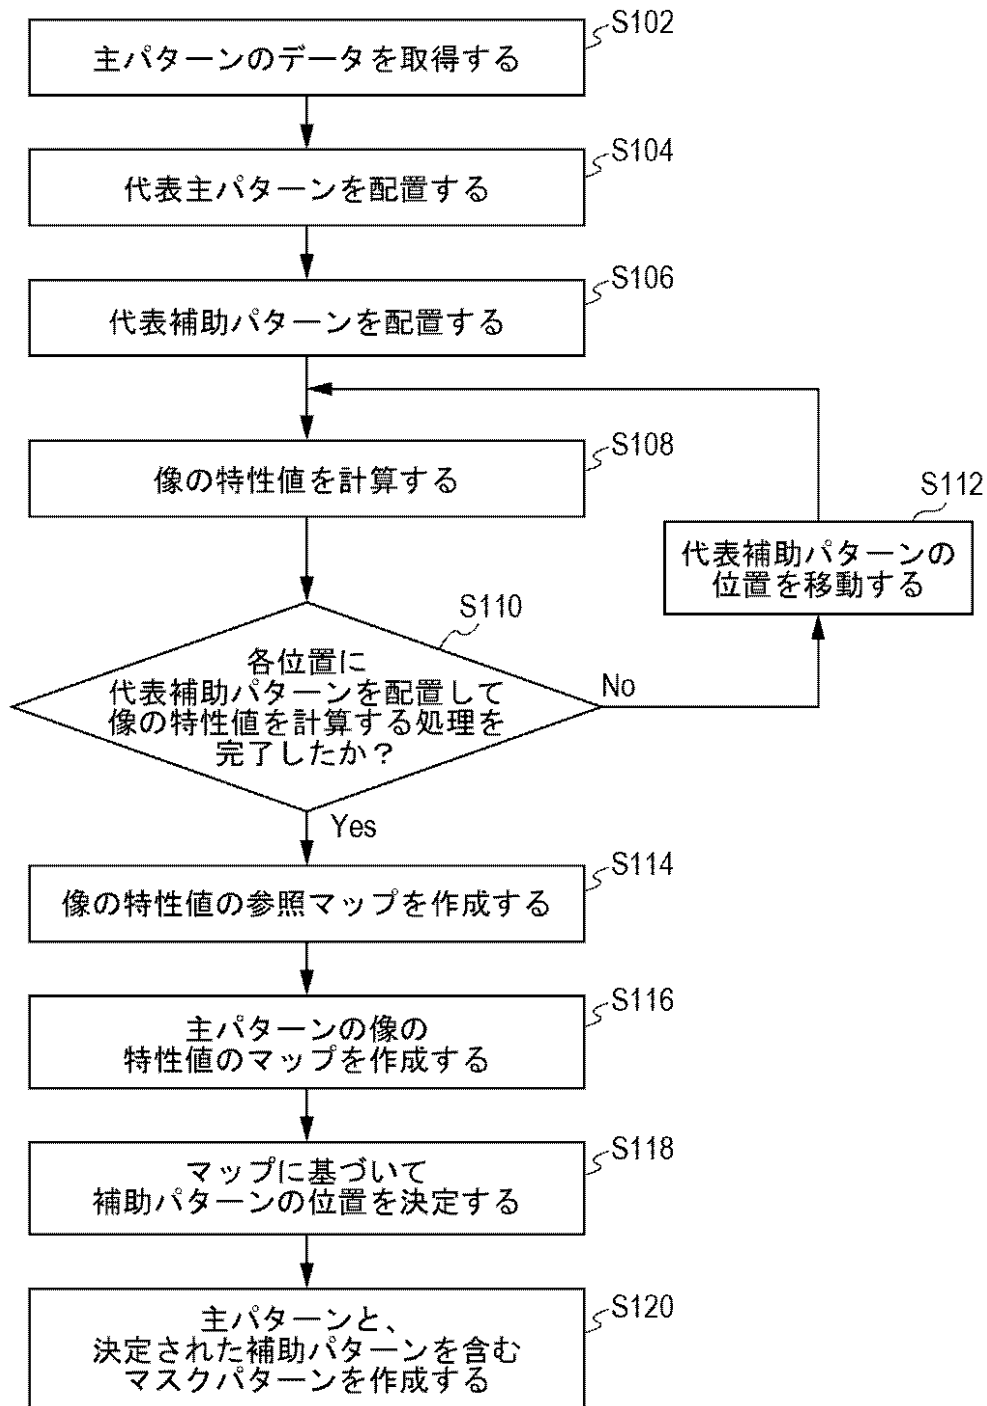 S102
主パターンのデータを取得する
S104
代表主パターンを配置する
S106
代表補助パターンを配置する
S108
像の特性値を計算する
S112
代表補助パターンの
位置を移動する
S110
各位置に
代表補助パターンを配置して
像の特性値を計算する処理を
完了したか？
No
Yes
S114
像の特性値の参照マップを作成する
S116
主パターンの像の
特性値のマップを作成する
S118
マップに基づいて
補助パターンの位置を決定する
S120
主パターンと、
決定された補助パターンを含む
マスクパターンを作成する